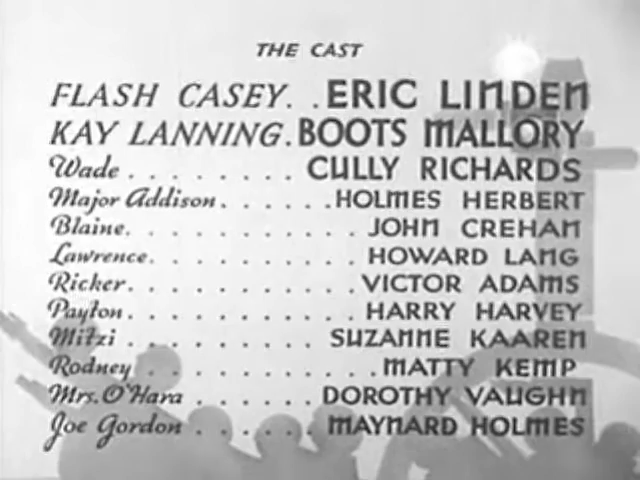 THE CAST
FLASH CASEY. . ERIC LINDEN
KAY LANNING. BOOTS MALLORY
Wade . . . . . . . . CULLY RICHARDS
Major Addison . . . . . . HOLMES HERBERT
Blaine. . . . . . . . . . . JOHN CREHAN
Lawrence. . . . . . . . . . HOWARD LANG
Ricker. . . . . . . . . . . VICTOR ADAMS
Payton. . . . . . . . . . . HARRY HARVEY
Mitzi . . . . . . . . . SUZANNE KAAREN
Rodney . . . . . . . . . . . MATTY KEMP
Mrs. O'Hara . . . . . DOROTHY VAUGHN
Joe Gordon . . . . . . MAYNARD HOLMES